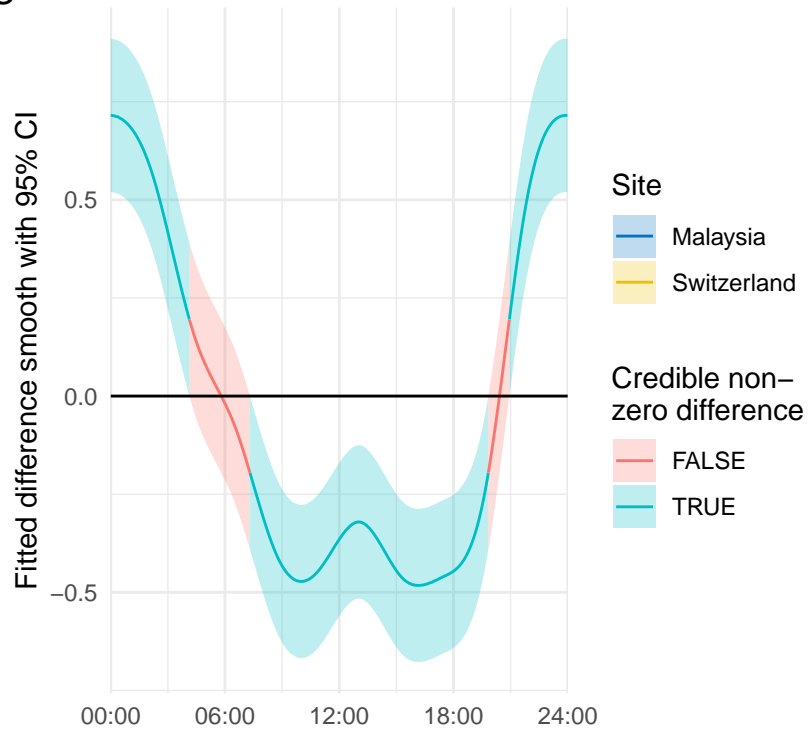 Fitted difference smooth with 95% CI
0.5
0.0
−0.5
00:00 06:00 12:00 18:00 24:00
Site
Malaysia
Switzerland
Credible non−
zero difference
FALSE
TRUE